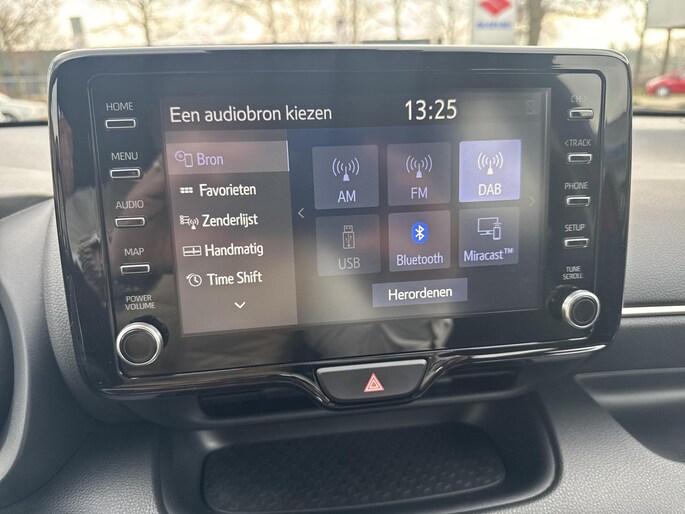 SUZUKI
HOME
MENU
AUDIO
MAP
POWER
VOLUME
Een audiobron kiezen
13:25
Bron
Favorieten
Zenderlijst
Handmatig
Time Shift
AM
FM
DAB
USB
Bluetooth
Miracast™
Herordenen
CH>
<TRACK
PHONE
SETUP
TUNE
SCROLL